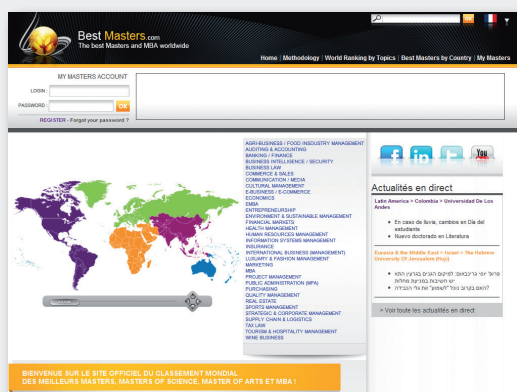 Best Masters.com
The best Masters and MBA worldwide
OK
Home | Methodology | World Ranking by Topics | Best Masters by Country | My Masters
MY MASTERS ACCOUNT
LOGIN :
PASSWORD :
OK
REGISTER - Forgot your password ?
AGRI-BUSINESS / FOOD INSDUSTRY MANAGEMENT
AUDITING & ACCOUNTING
BANKING / FINANCE
BUSINESS INTELLIGENCE / SECURITY
BUSINESS LAW
COMMERCE & SALES
COMMUNICATION / MEDIA
CULTURAL MANAGEMENT
E-BUSINESS / E-COMMERCE
ECONOMICS
EMBA
ENTREPRENEURSHIP
ENVIRONMENT & SUSTAINABLE MANAGEMENT
FINANCIAL MARKETS
HEALTH MANAGEMENT
HUMAN RESOURCES MANAGEMENT
INFORMATION SYSTEMS MANAGEMENT
INSURANCE
INTERNATIONAL BUSINESS (MANAGEMENT)
LUXUARY & FASHION MANAGEMENT
MARKETING
MBA
PROJECT MANAGEMENT
PUBLIC ADMINISTRATION (MPA)
PURCHASING
QUALITY MANAGEMENT
REAL ESTATE
SPORTS MANAGEMENT
STRATEGIC & CORPORATE MANAGEMENT
SUPPLY CHAIN & LOGISTICS
TAX LAW
TOURISM & HOSPITALITY MANAGEMENT
WINE BUSINESS
f in t You
Actualités en direct
Latin America > Colombia > Universidad De Los
Andes
En caso de lluvia, cambios en Día del
estudiante
Nuevo doctorado en Literatura
Eurasia & the Middle East > Israel > The Hebrew
University Of Jerusalem (Huji)
> Voir toutes les actualités en direct
BIENVENUE SUR LE SITE OFFICIEL DU CLASSEMENT MONDIAL
DES MEILLEURS MASTERS, MASTERS OF SCIENCE, MASTER OF ARTS ET MBA !